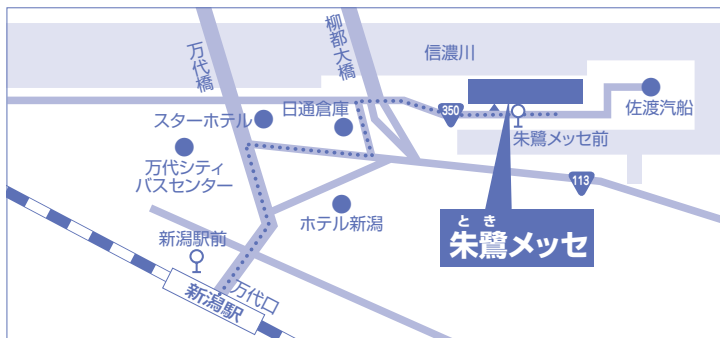 信濃川
万代橋
柳都大橋
日通倉庫
スターホテル
350
佐渡汽船
朱鷺メッセ前
万代シティ
バスセンター
113
ホテル新潟
とき
朱鷺メッセ
新潟駅前
万代口
新潟駅